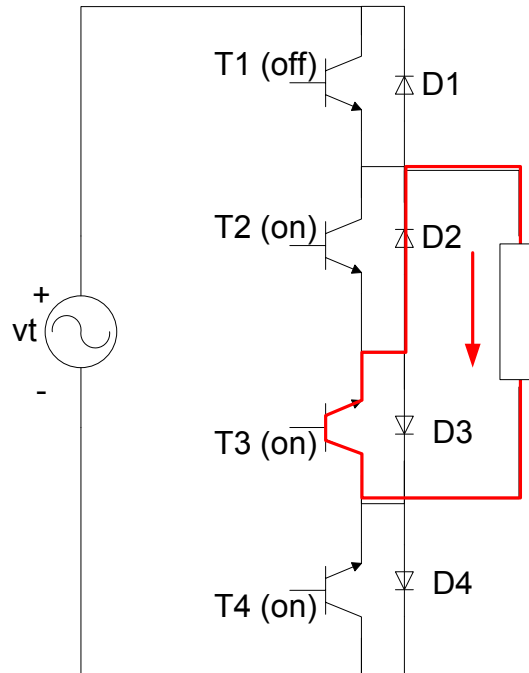 T1 (off)
D1
T2 (on)
D2
+
vt
-
T3 (on)
D3
T4 (on)
D4